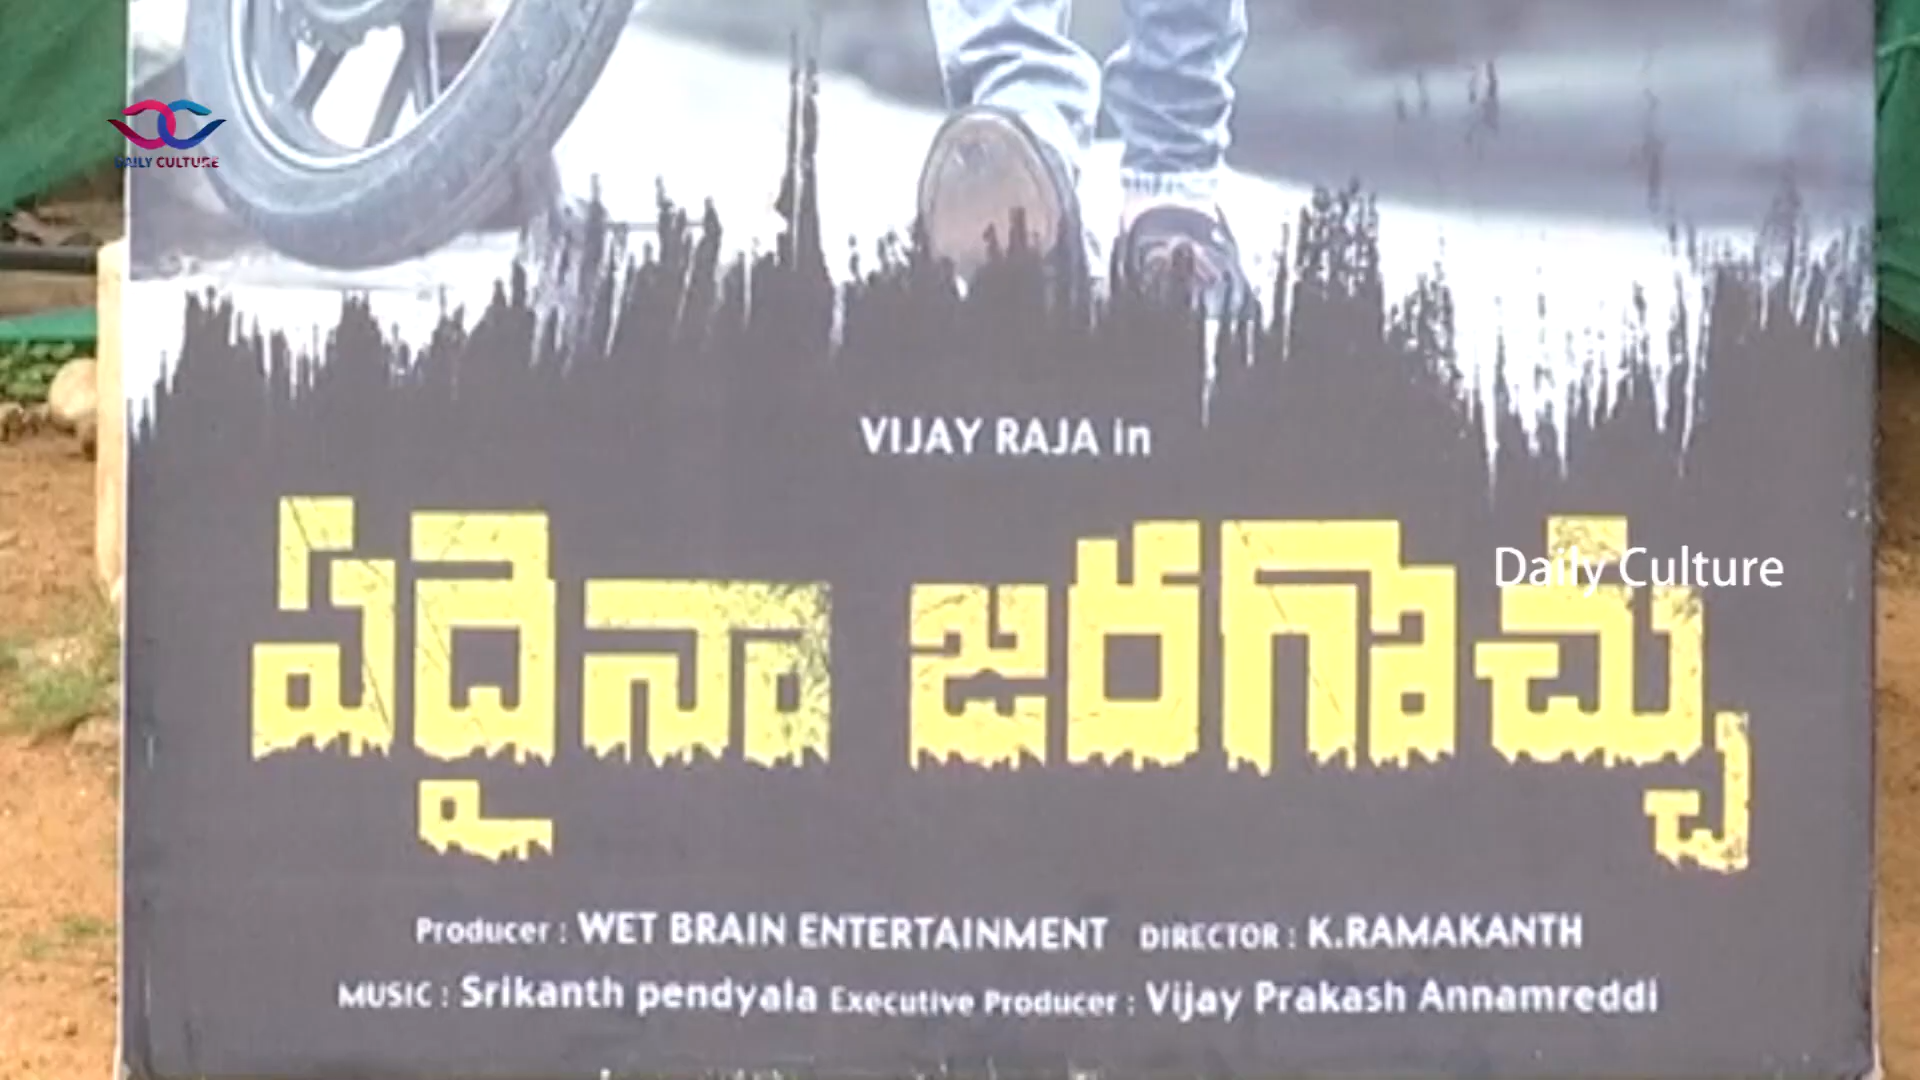 DAILY CULTURE
VIJAY RAJA in
ఏదైనా జరగొచ్చు
Daily Culture
Producer : WET BRAIN ENTERTAINMENT DIRECTOR : K.RAMAKANTH
MUSIC : Srikanth pendyala Executive Producer : Vijay Prakash Annamreddi